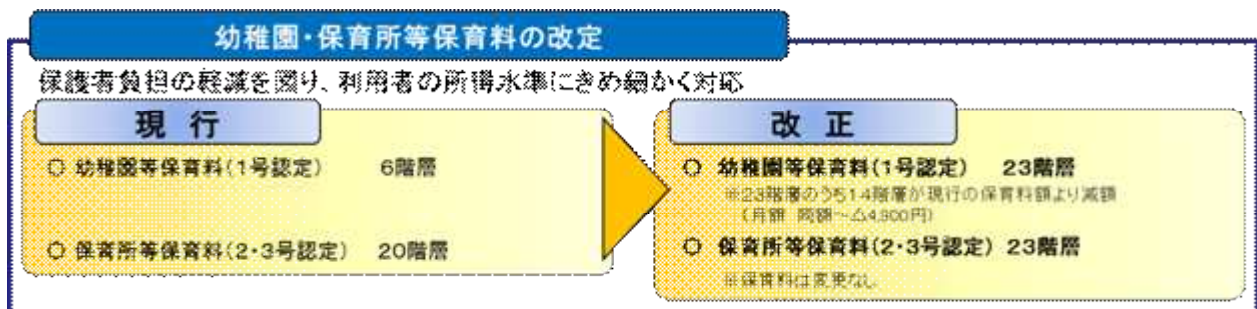 幼稚園・保育所等保育料の改定
保護者負担の軽減を図り、利用者の所得水準にきめ細かく対応
現 行
○ 幼稚園等保育料(1号認定) 6階層
○ 保育所等保育料(2・3号認定) 20階層
改 正
○ 幼稚園等保育料(1号認定) 23階層
※23階層のうち14階層が現行の保育料額より減額
(月額 同額~△4,900円)
○ 保育所等保育料(2・3号認定) 23階層
※保育料は変更なし